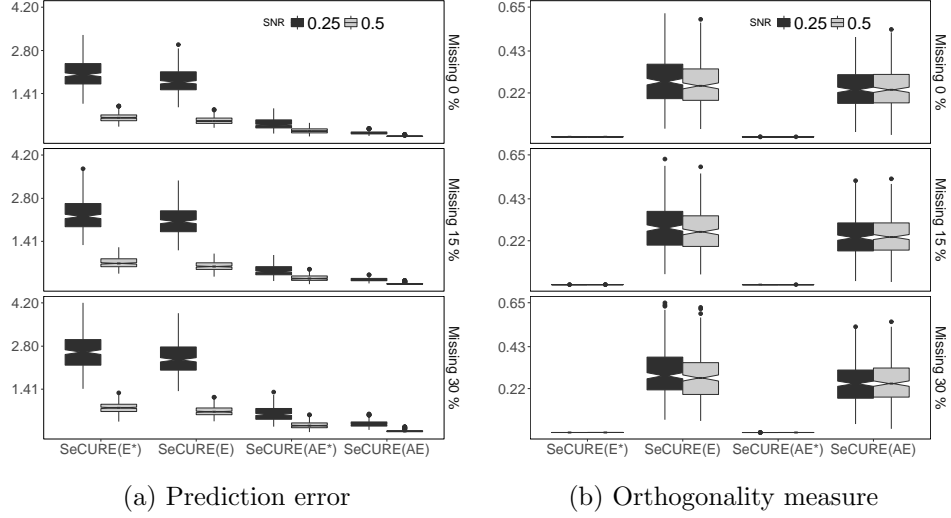 SNR 0.25 0.5
4.20
2.80
1.41
Missing 0 %
4.20
2.80
1.41
Missing 15 %
4.20
2.80
1.41
Missing 30 %
SeCURE(E*) SeCURE(E) SeCURE(AE*) SeCURE(AE)
(a) Prediction error
SNR 0.25 0.5
0.65
0.43
0.22
Missing 0 %
0.65
0.43
0.22
Missing 15 %
0.65
0.43
0.22
Missing 30 %
SeCURE(E*) SeCURE(E) SeCURE(AE*) SeCURE(AE)
(b) Orthogonality measure